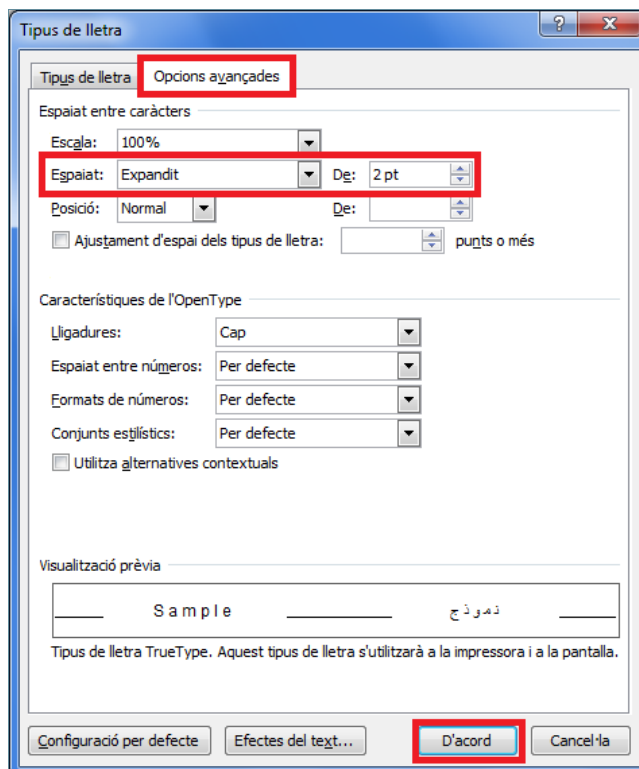 Tipus de lletra
Tipus de lletra Opcions avançades
Espaiat entre caràcters
Escala: 100%
Espaiat: Expandit De: 2 pt
Posició: Normal De:
Ajustament d'espai dels tipus de lletra: punts o més
Característiques de l'OpenType
Lligadures: Cap
Espaiat entre números: Per defecte
Formats de números: Per defecte
Conjunts estilístics: Per defecte
Utilitza alternatives contextuals
Visualització prèvia
Sample نموذج
Tipus de lletra TrueType. Aquest tipus de lletra s'utilitzarà a la impressora i a la pantalla.
Configuració per defecte Efectes del text... D'acord Cancel·la